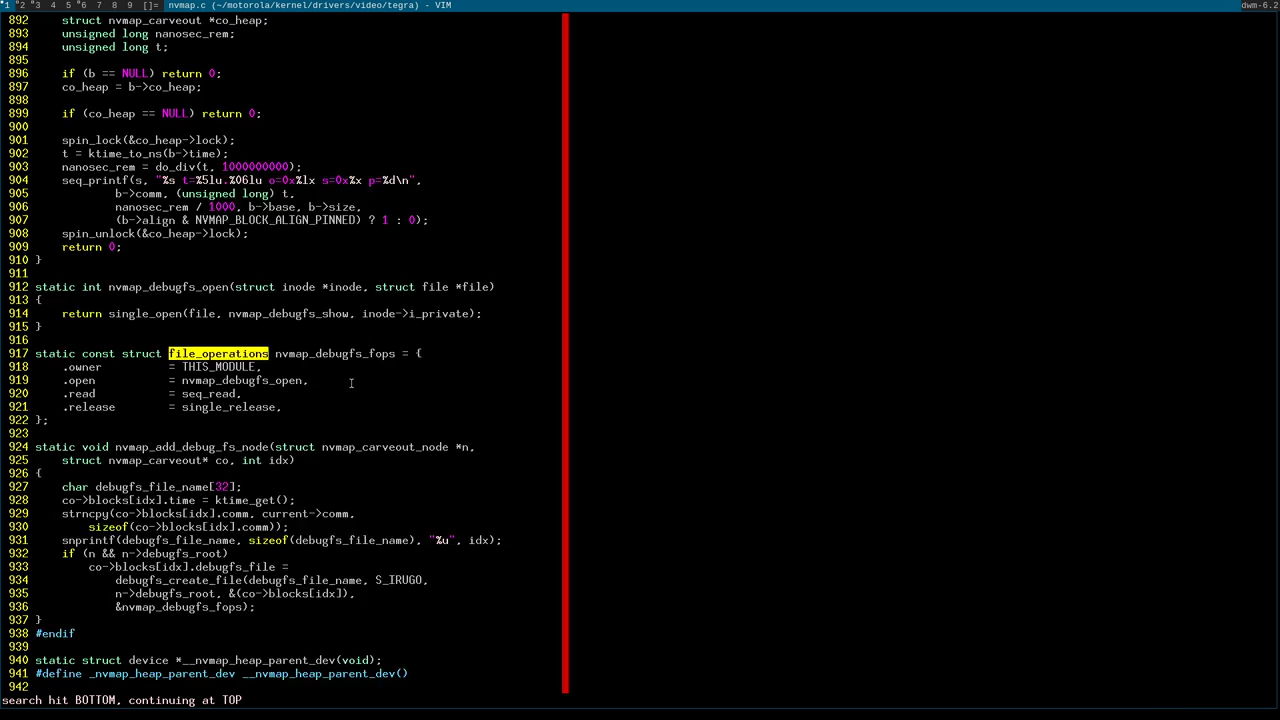 1 2 3 4 5 6 7 8 9 []= nvmap.c (~/motorola/kernel/drivers/video/tegra) - VIM dwm-6.2
892 struct nvmap_carveout *co_heap;
893 unsigned long nanosec_rem;
894 unsigned long t;
895
896 if (b == NULL) return 0;
897 co_heap = b->co_heap;
898
899 if (co_heap == NULL) return 0;
900
901 spin_lock(&co_heap->lock);
902 t = ktime_to_ns(b->time);
903 nanosec_rem = do_div(t, 1000000000);
904 seq_printf(s, "%s t=%5lu.%06lu o=0x%lx s=0x%x p=%d\n",
905 b->comm, (unsigned long) t,
906 nanosec_rem / 1000, b->base, b->size,
907 (b->align & NVMAP_BLOCK_ALIGN_PINNED) ? 1 : 0);
908 spin_unlock(&co_heap->lock);
909 return 0;
910 }
911
912 static int nvmap_debugfs_open(struct inode *inode, struct file *file)
913 {
914 return single_open(file, nvmap_debugfs_show, inode->i_private);
915 }
916
917 static const struct file_operations nvmap_debugfs_fops = {
918 .owner = THIS_MODULE,
919 .open = nvmap_debugfs_open,
920 .read = seq_read,
921 .release = single_release,
922 };
923
924 static void nvmap_add_debug_fs_node(struct nvmap_carveout_node *n,
925 struct nvmap_carveout* co, int idx)
926 {
927 char debugfs_file_name[32];
928 co->blocks[idx].time = ktime_get();
929 strncpy(co->blocks[idx].comm, current->comm,
930 sizeof(co->blocks[idx].comm));
931 snprintf(debugfs_file_name, sizeof(debugfs_file_name), "%u", idx);
932 if (n && n->debugfs_root)
933 co->blocks[idx].debugfs_file =
934 debugfs_create_file(debugfs_file_name, S_IRUGO,
935 n->debugfs_root, &(co->blocks[idx]),
936 &nvmap_debugfs_fops);
937 }
938 #endif
939
940 static struct device *__nvmap_heap_parent_dev(void);
941 #define _nvmap_heap_parent_dev __nvmap_heap_parent_dev()
942
search hit BOTTOM, continuing at TOP